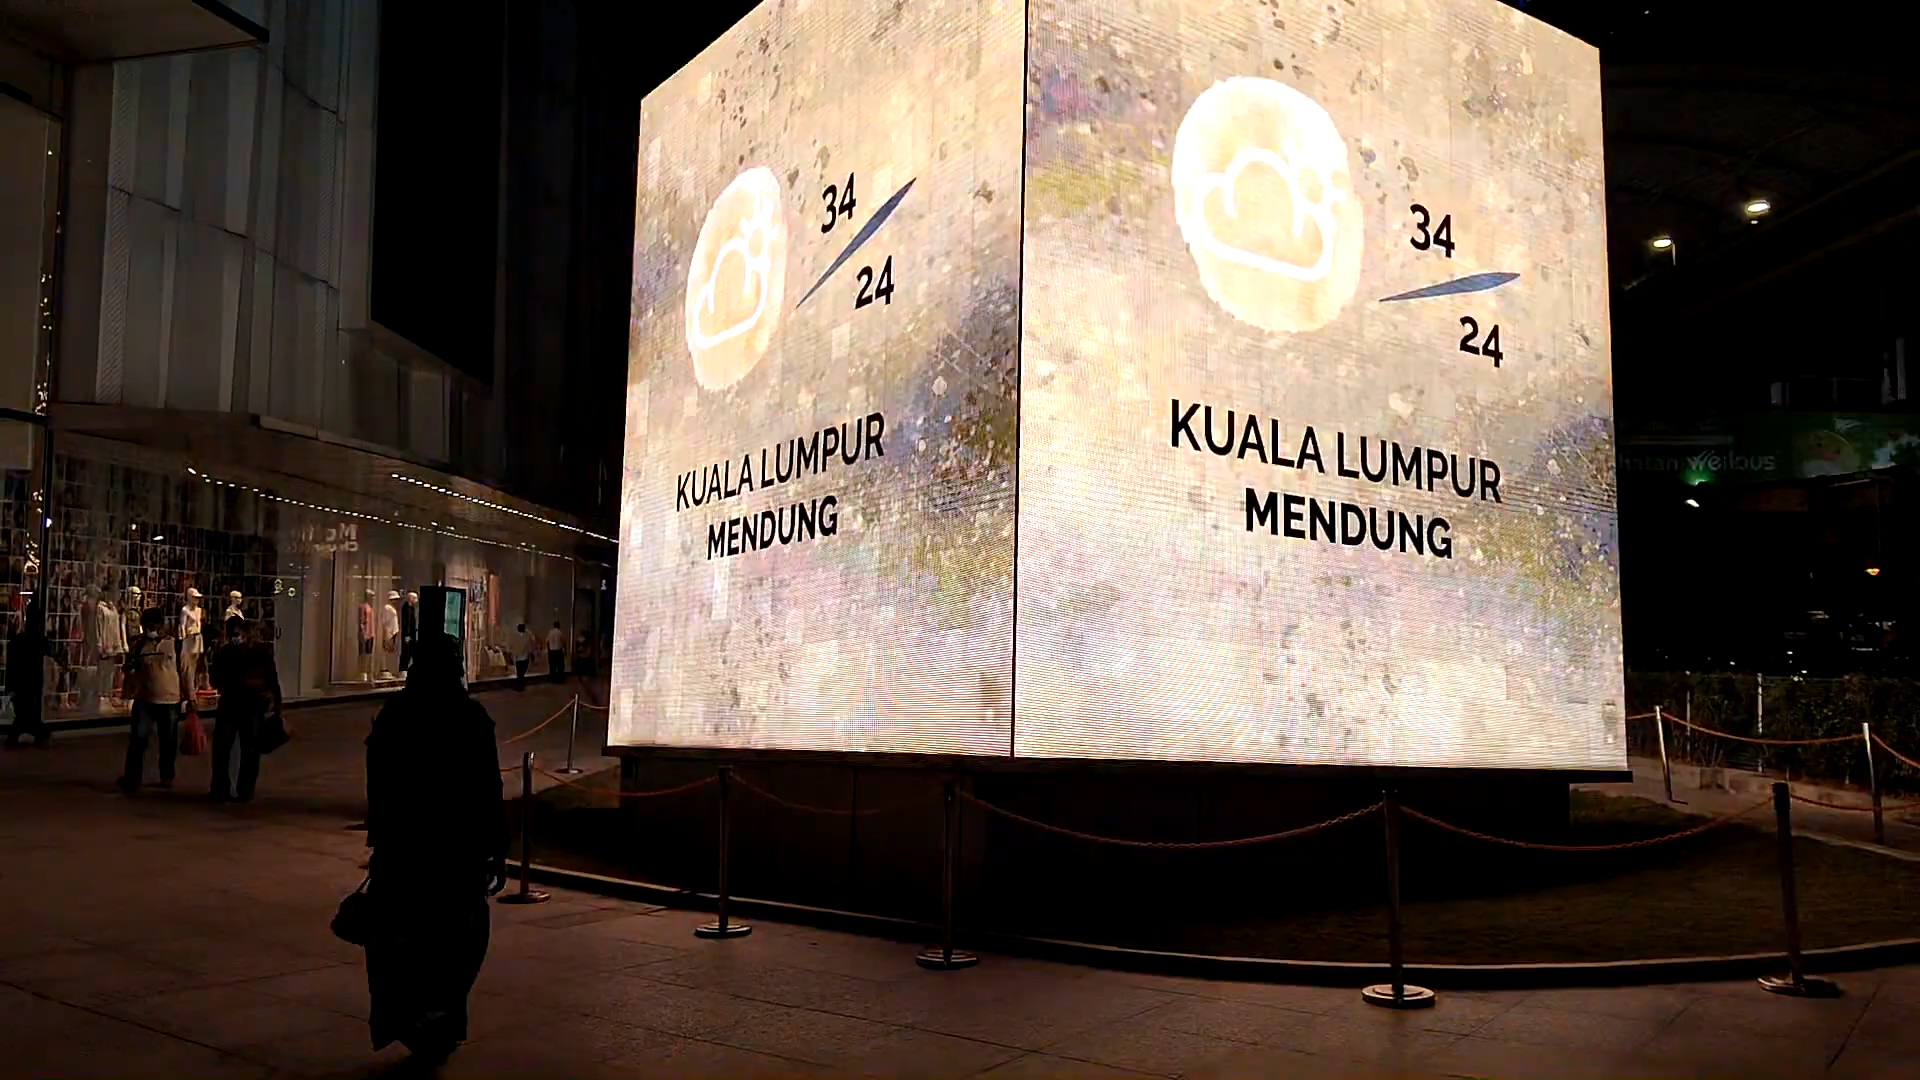 34
24
KUALA LUMPUR
MENDUNG
34
24
KUALA LUMPUR
MENDUNG